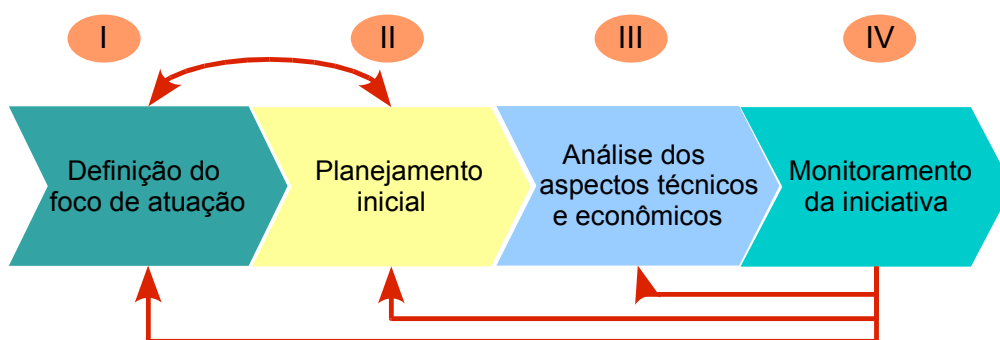 I
II
III
IV
Definição do
foco de atuação
Planejamento
inicial
Análise dos
aspectos técnicos
e econômicos
Monitoramento
da iniciativa